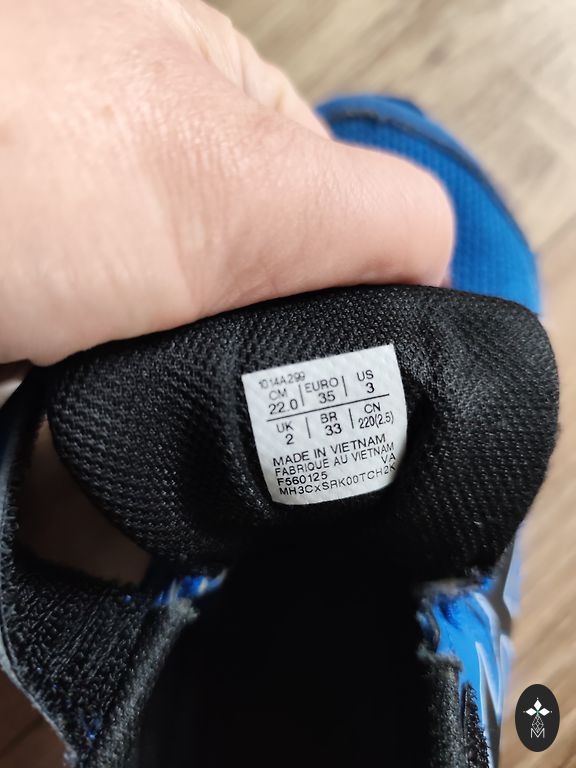 1014A299
CM | EURO | US
22.0 | 35 | 3
UK | BR | CN
2 | 33 | 220(2.5)
MADE IN VIETNAM
FABRIQUE AU VIETNAM
F560125 VA
MH3CxSRK00TCH2K
M